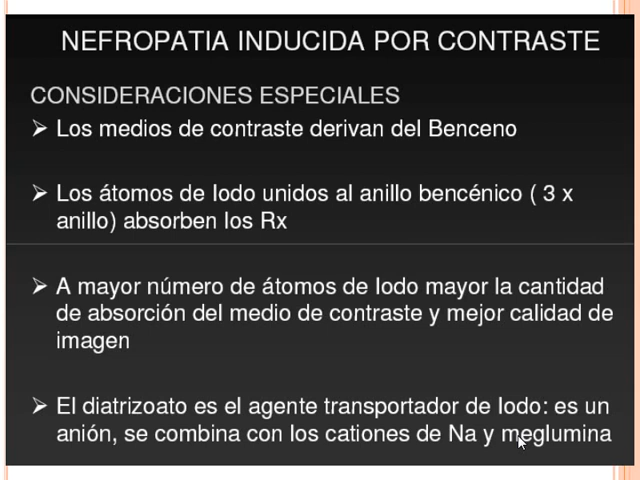 NEFROPATIA INDUCIDA POR CONTRASTE
CONSIDERACIONES ESPECIALES
➢ Los medios de contraste derivan del Benceno
➢ Los átomos de Iodo unidos al anillo bencénico ( 3 x
anillo) absorben los Rx
➢ A mayor número de átomos de Iodo mayor la cantidad
de absorción del medio de contraste y mejor calidad de
imagen
➢ El diatrizoato es el agente transportador de Iodo: es un
anión, se combina con los cationes de Na y meglumina